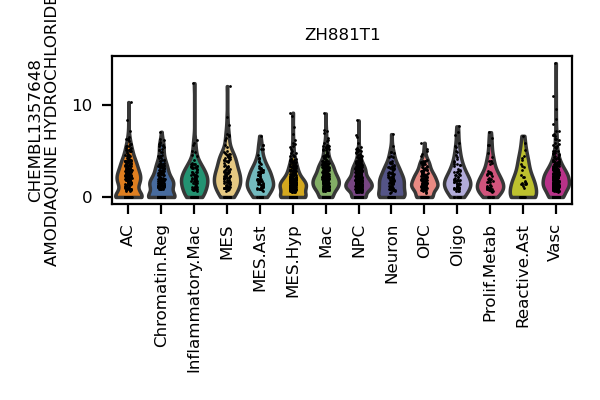 ZH881T1
CHEMBL1357648
AMODIAQUINE HYDROCHLORIDE
10
0
AC
Chromatin.Reg
Inflammatory.Mac
MES
MES.Ast
MES.Hyp
Mac
NPC
Neuron
OPC
Oligo
Prolif.Metab
Reactive.Ast
Vasc